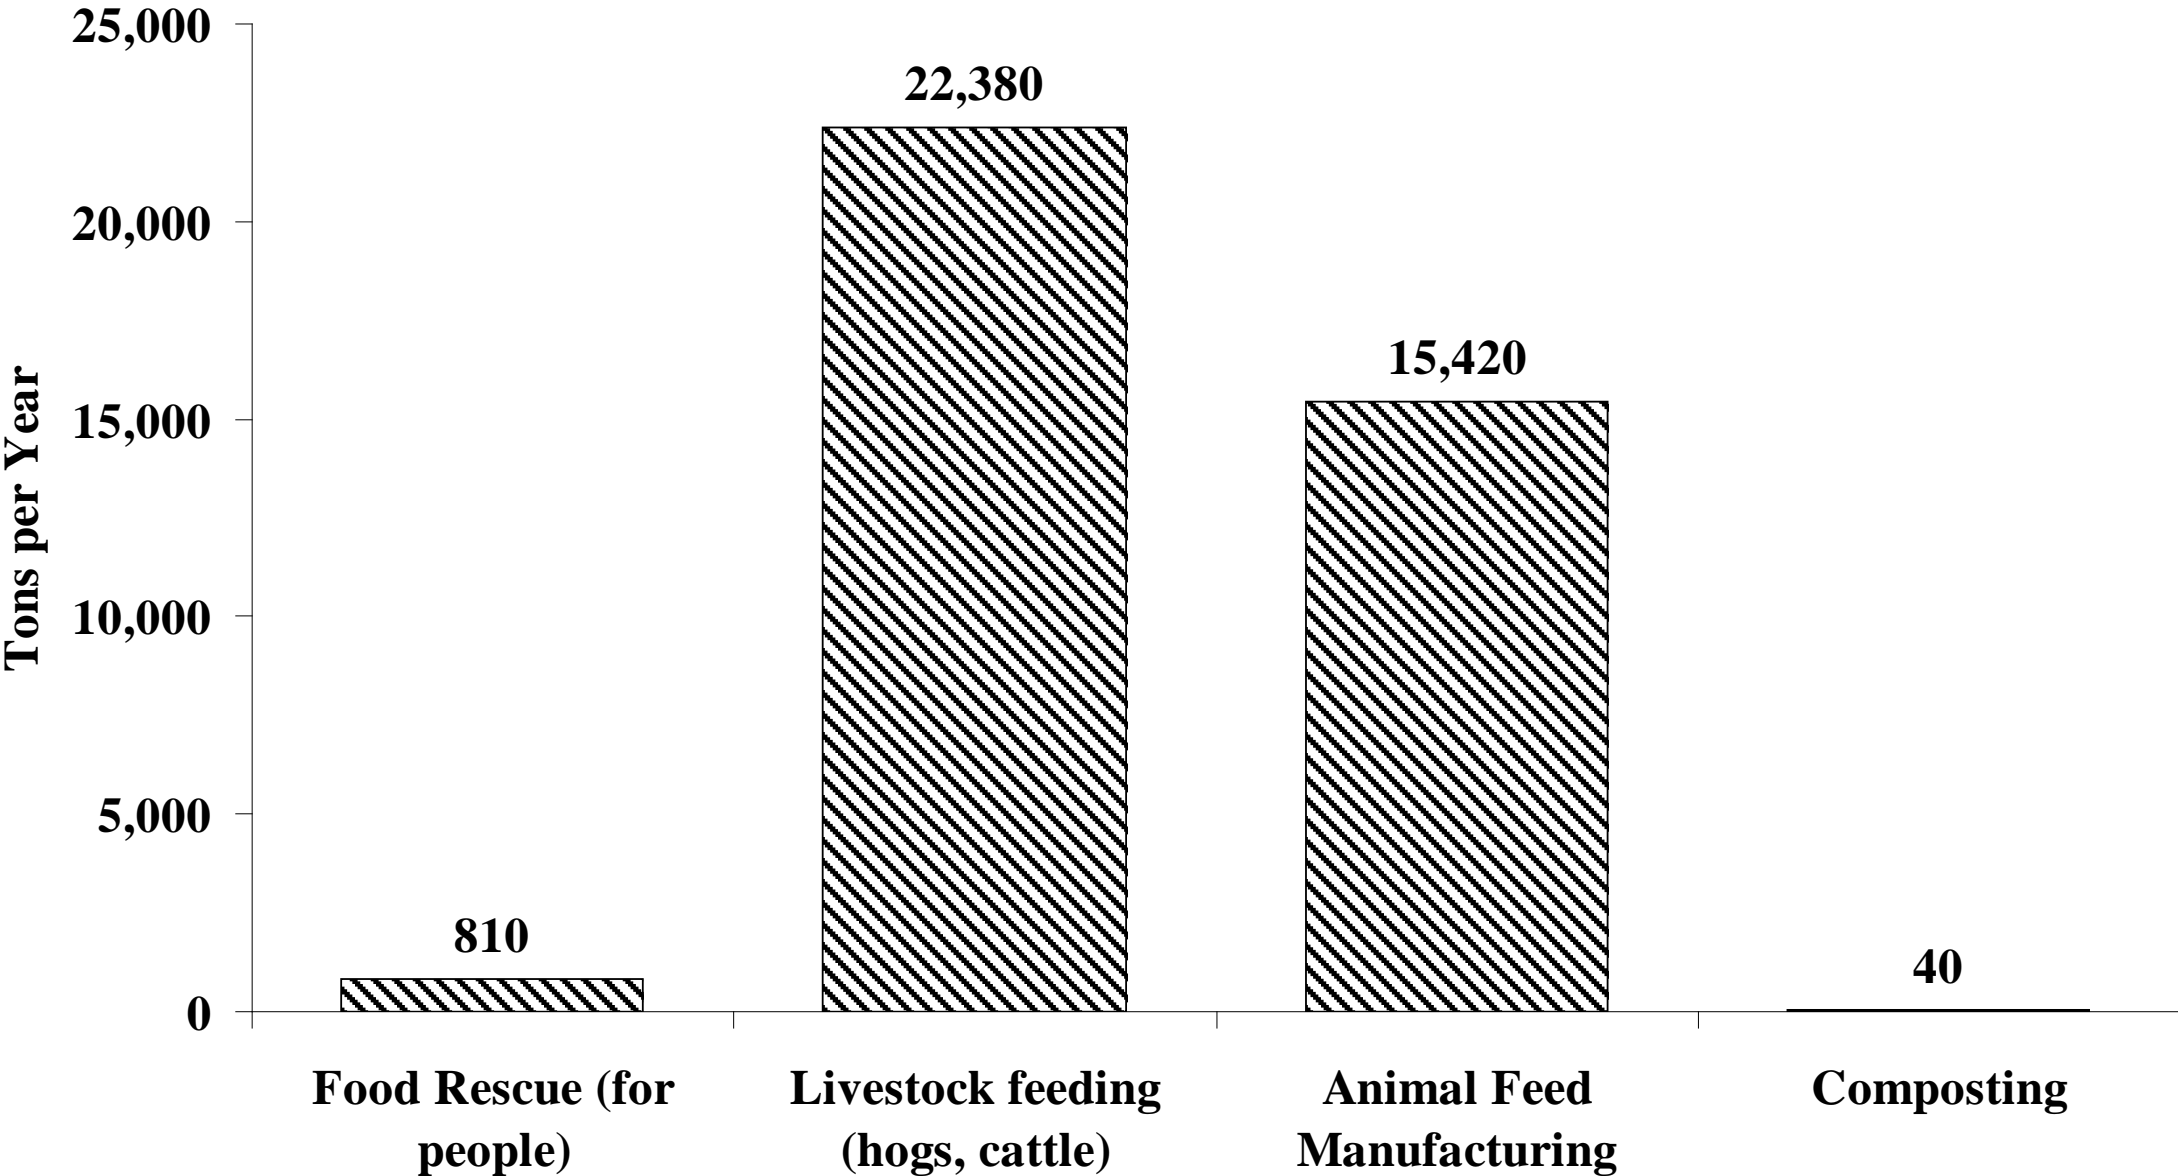 25,000
22,380
20,000
15,420
15,000
Tons per Year
10,000
5,000
810
40
0
Food Rescue (for
people)
Livestock feeding
(hogs, cattle)
Animal Feed
Manufacturing
Composting